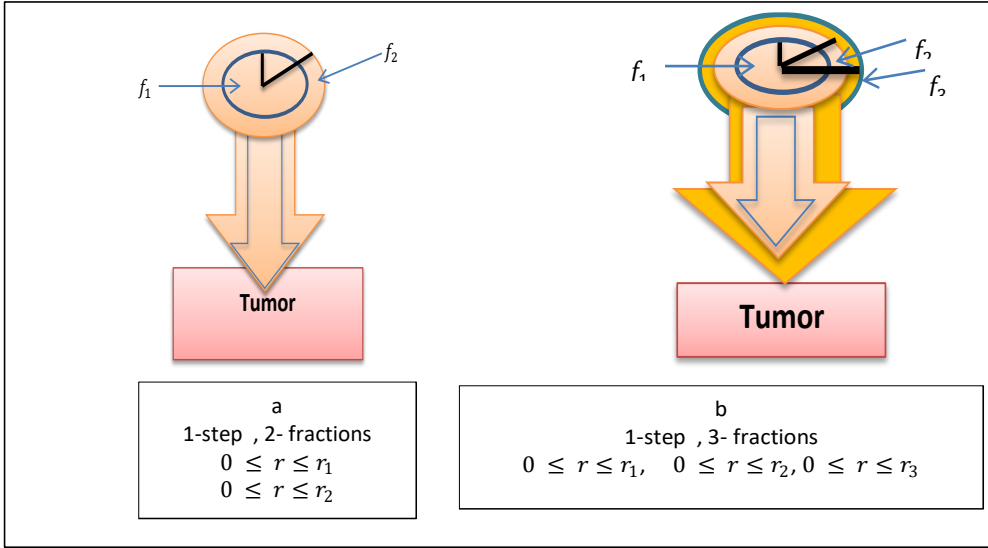 f₁
f₂
Tumor
a
1-step , 2- fractions
0 ≤ r ≤ r₁
0 ≤ r ≤ r₂
f₁
f₂
f₃
Tumor
b
1-step , 3- fractions
0 ≤ r ≤ r₁, 0 ≤ r ≤ r₂, 0 ≤ r ≤ r₃